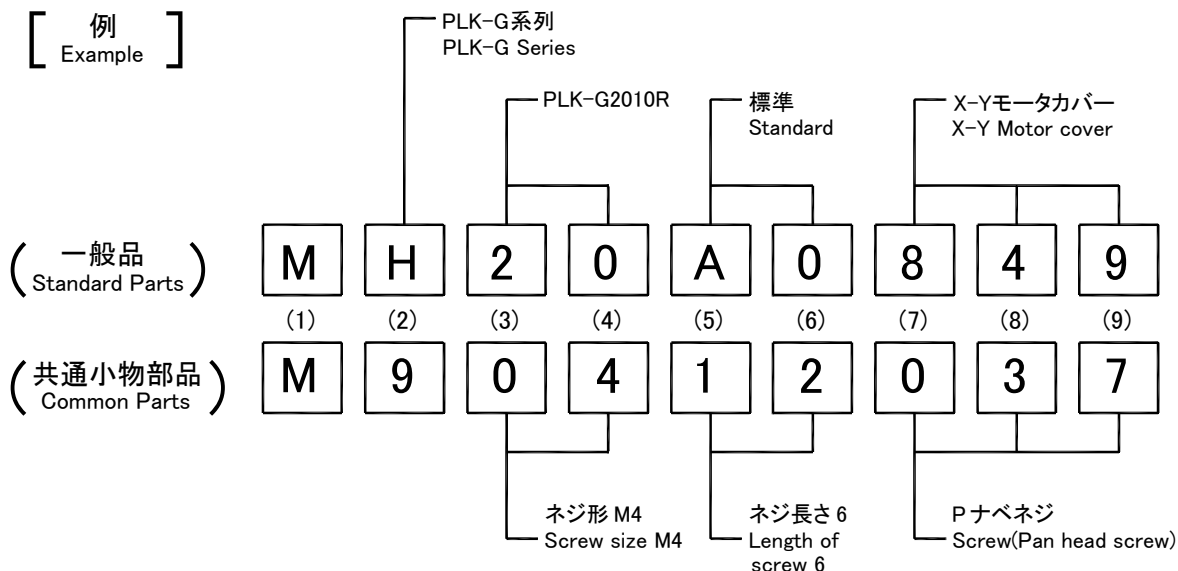 例
Example
PLK-G系列
PLK-G Series
PLK-G2010R
標準
Standard
X-Yモータカバー
X-Y Motor cover
一般品
(Standard Parts)
M H 2 0 A 0 8 4 9
(1) (2) (3) (4) (5) (6) (7) (8) (9)
共通小物部品
(Common Parts)
M 9 0 4 1 2 0 3 7
ネジ形 M4
Screw size M4
ネジ長さ 6
Length of
screw 6
P ナベネジ
Screw(Pan head screw)